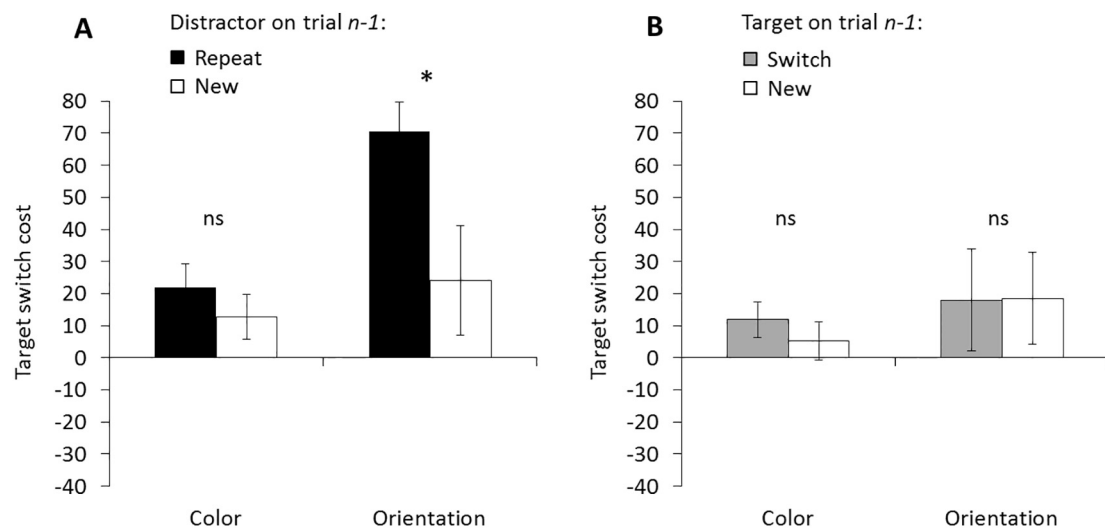 A
Distractor on trial n-1:
Repeat
New
*
80
70
60
50
40
30
20
10
0
-10
-20
-30
-40
Target switch cost
ns
Color
Orientation
B
Target on trial n-1:
Switch
New
80
70
60
50
40
30
20
10
0
-10
-20
-30
-40
Target switch cost
ns
ns
Color
Orientation